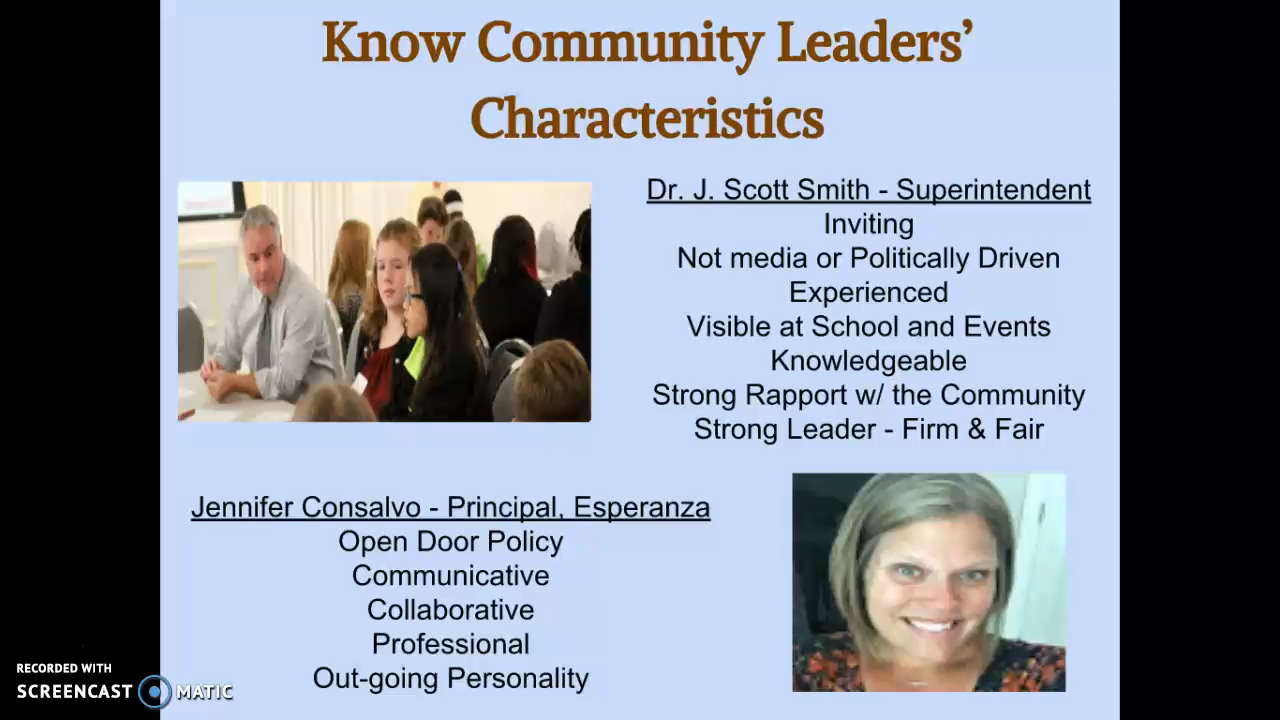 Know Community Leaders’
Characteristics
Dr. J. Scott Smith - Superintendent
Inviting
Not media or Politically Driven
Experienced
Visible at School and Events
Knowledgeable
Strong Rapport w/ the Community
Strong Leader - Firm & Fair
Jennifer Consalvo - Principal, Esperanza
Open Door Policy
Communicative
Collaborative
Professional
Out-going Personality
RECORDED WITH
SCREENCAST MATIC